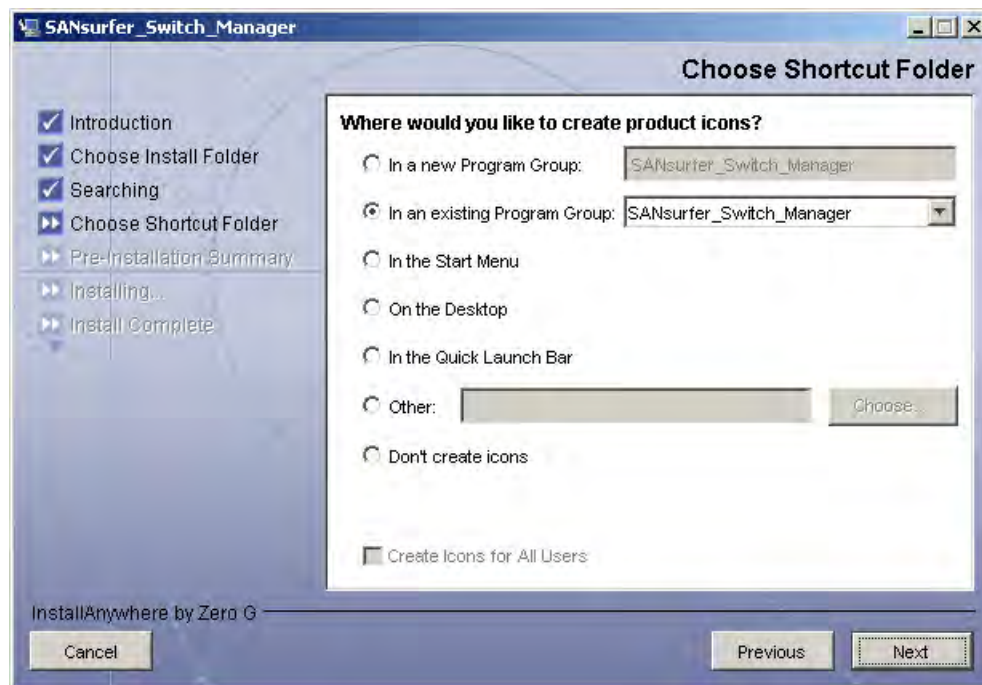 SANsurfer_Switch_Manager
Choose Shortcut Folder
Introduction
Choose Install Folder
Searching
Choose Shortcut Folder
Pre-Installation Summary
Installing...
Install Complete
Where would you like to create product icons?
In a new Program Group: SANsurfer_Switch_Manager
In an existing Program Group: SANsurfer_Switch_Manager
In the Start Menu
On the Desktop
In the Quick Launch Bar
Other: Choose...
Don't create icons
Create Icons for All Users
InstallAnywhere by Zero G
Cancel Previous Next